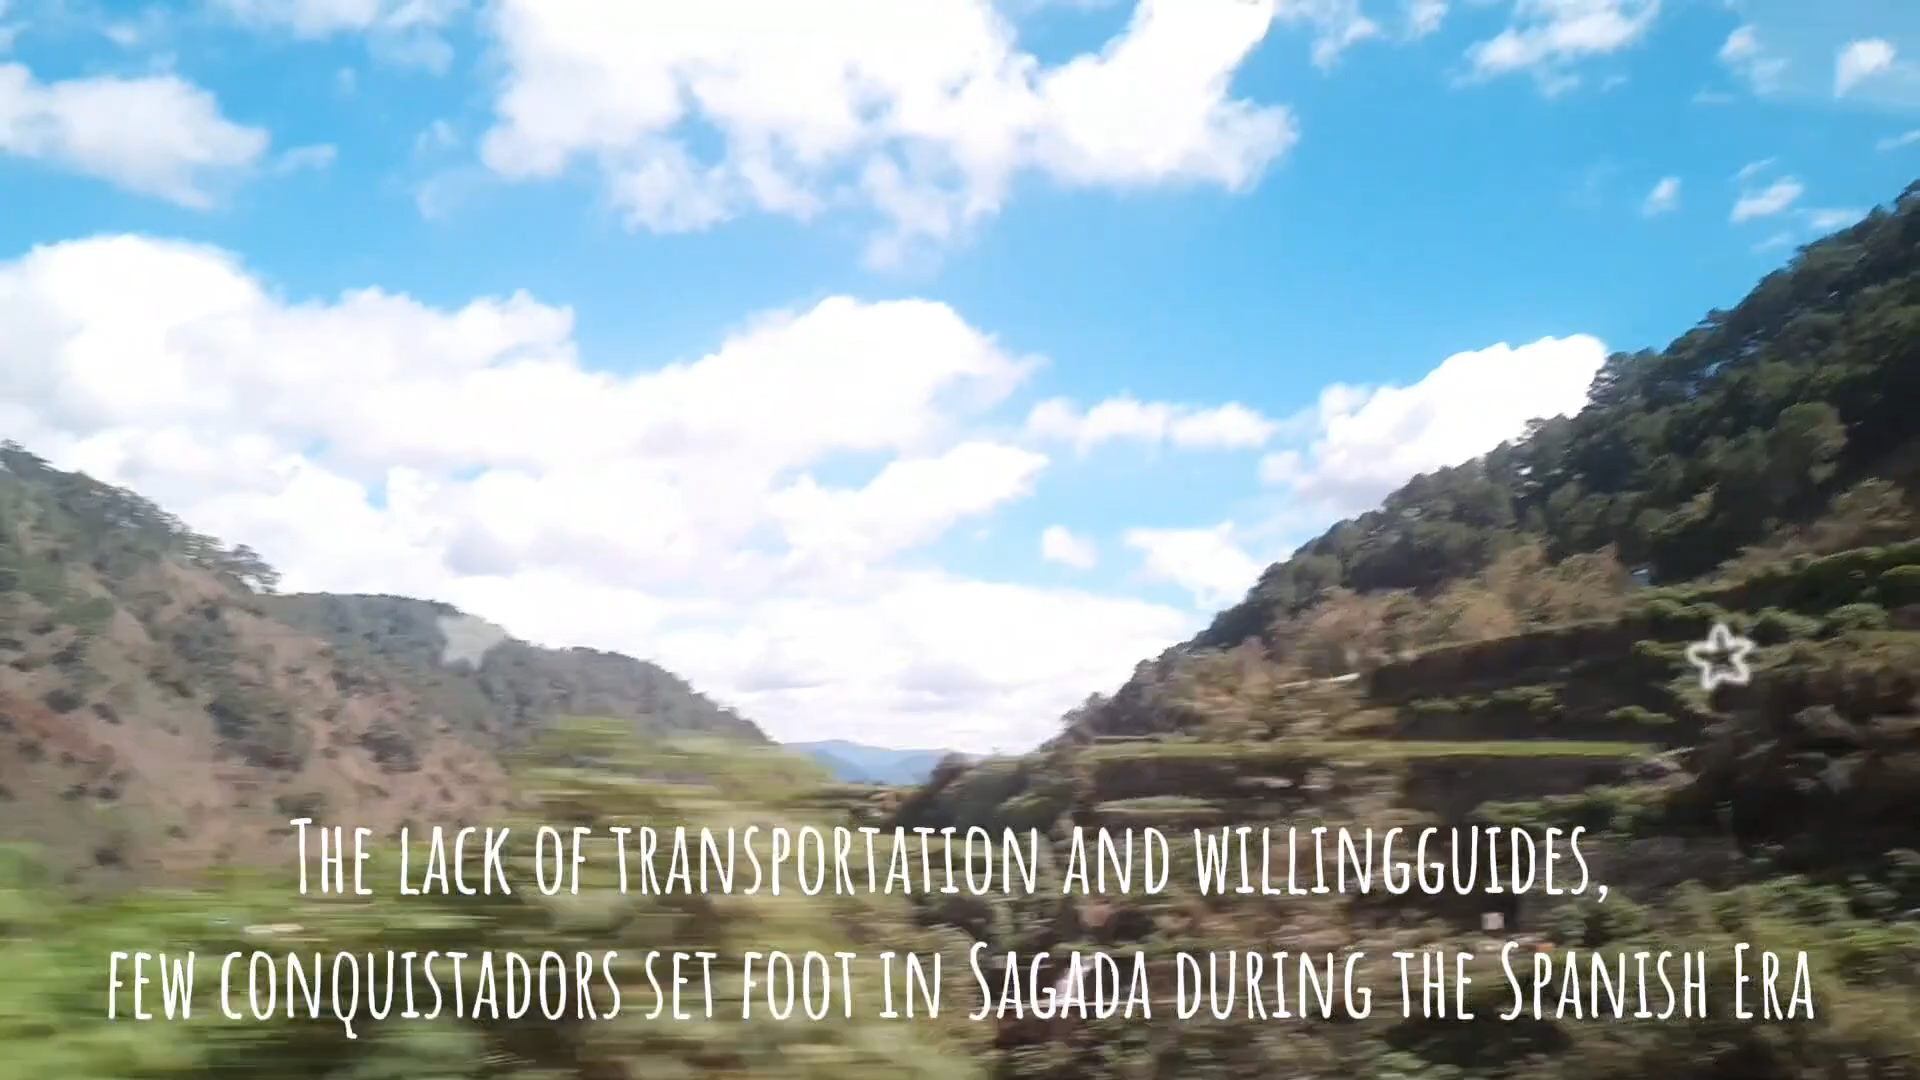 The lack of transportation and willingguides,
few conquistadors set foot in Sagada during the Spanish Era